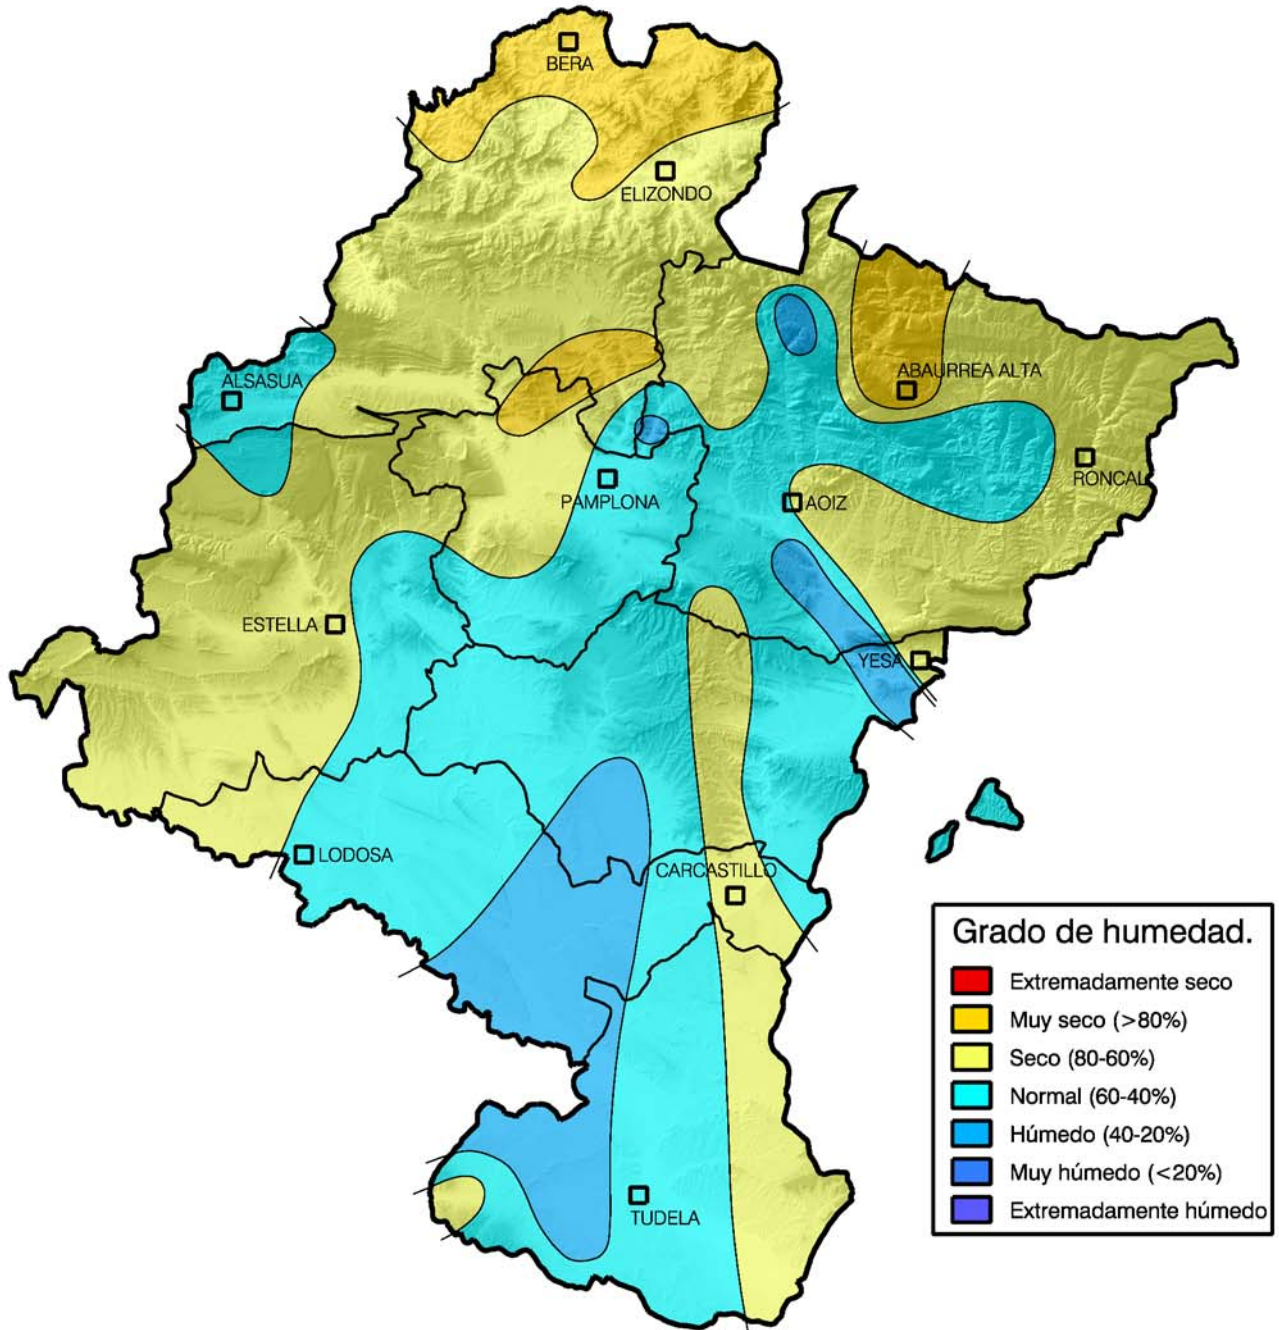 BERA
ELIZONDO
ABAURREA ALTA
ALSASUA
RONCAL
PAMPLONA
AOIZ
ESTELLA
YESA
LODOSA
CARCASTILLO
TUDELA
Grado de humedad.
Extremadamente seco
Muy seco (>80%)
Seco (80-60%)
Normal (60-40%)
Húmedo (40-20%)
Muy húmedo (<20%)
Extremadamente húmedo